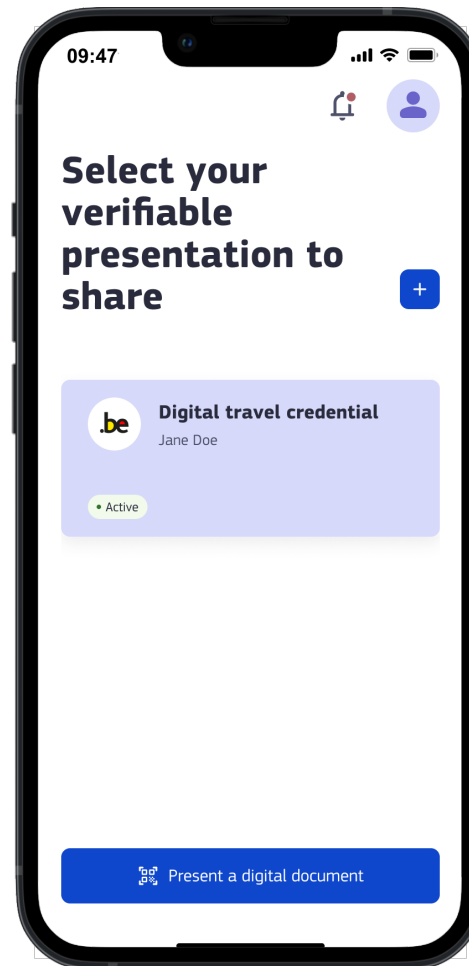 09:47
Select your
verifiable
presentation to
share
+
.be
Digital travel credential
Jane Doe
• Active
Present a digital document